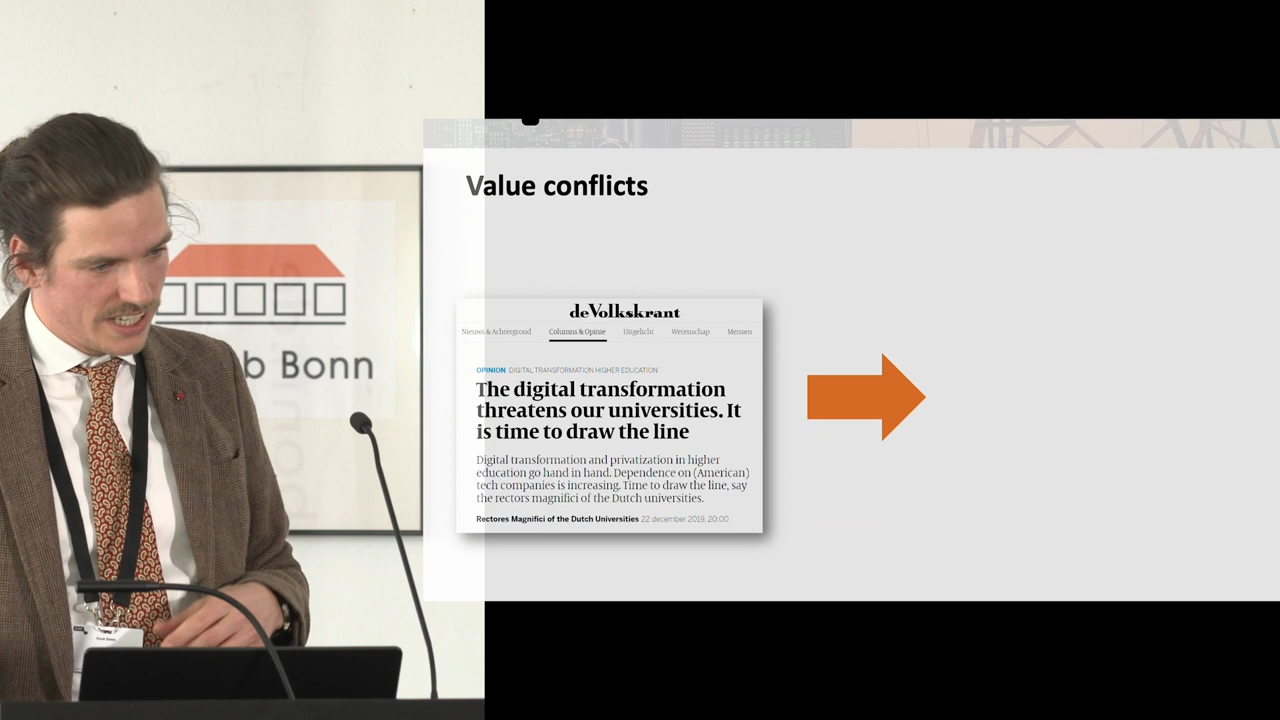 Value conflicts
b Bonn
deVolkskrant
Nieuws & Achtergrond Columns & Opinie Uitgelicht Wetenschap Mensen
OPINION DIGITAL TRANSFORMATION HIGHER EDUCATION
The digital transformation
threatens our universities. It
is time to draw the line
Digital transformation and privatization in higher
education go hand in hand. Dependence on (American)
tech companies is increasing. Time to draw the line, say
the rectors magnifici of the Dutch universities.
Rectores Magnifici of the Dutch Universities 22 december 2019, 20:00